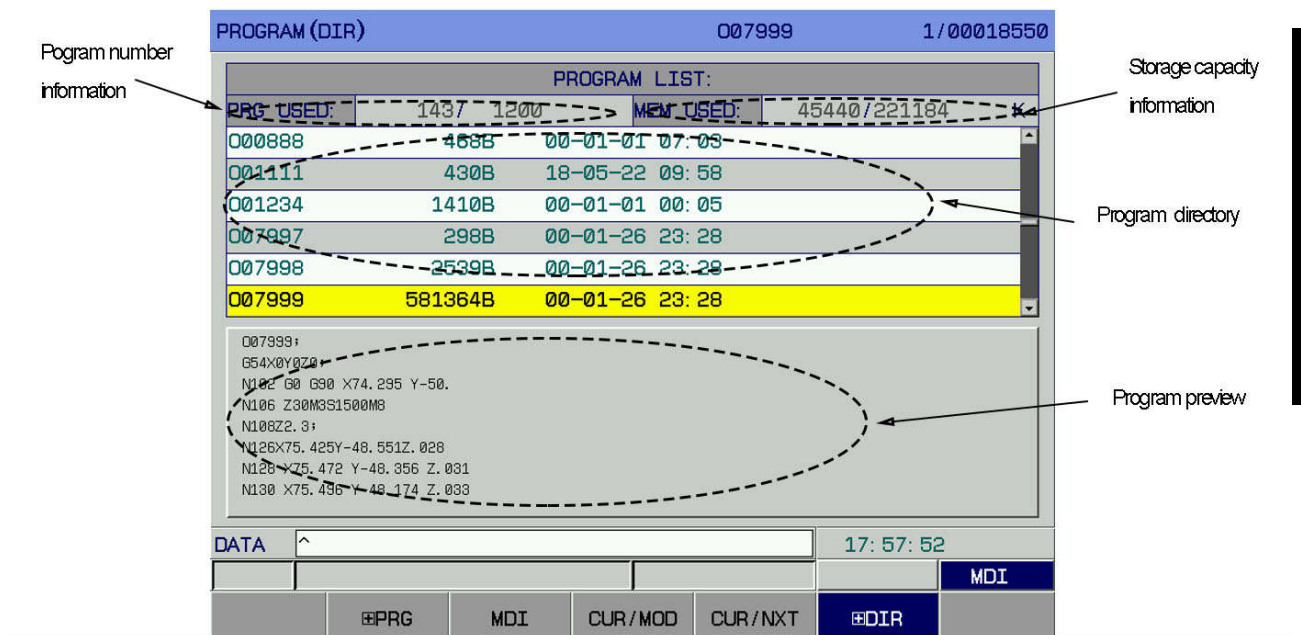 PROGRAM(DIR) O07999 1/00018550
Pogram number
information
Storage capacity
information
PROGRAM LIST:
PRG USED: 143/ 1200 MEM USED: 45440/221184 K
O00888 468B 00-01-01 07:03
O01111 430B 18-05-22 09:58
O01234 1410B 00-01-01 00:05
O07997 298B 00-01-26 23:28
O07998 2539B 00-01-26 23:28
O07999 581364B 00-01-26 23:28
Program directory
O07999;
G54X0Y0Z0;
N102 G0 G90 X74.295 Y-50.
N106 Z30M3S1500M8
N108Z2.3;
N126X75.425Y-48.551Z.028
N128 X75.472 Y-48.356 Z.031
N130 X75.496 Y-48.174 Z.033
Program preview
DATA ^ 17:57:52
MDI
⊞PRG MDI CUR/MOD CUR/NXT ⊞DIR